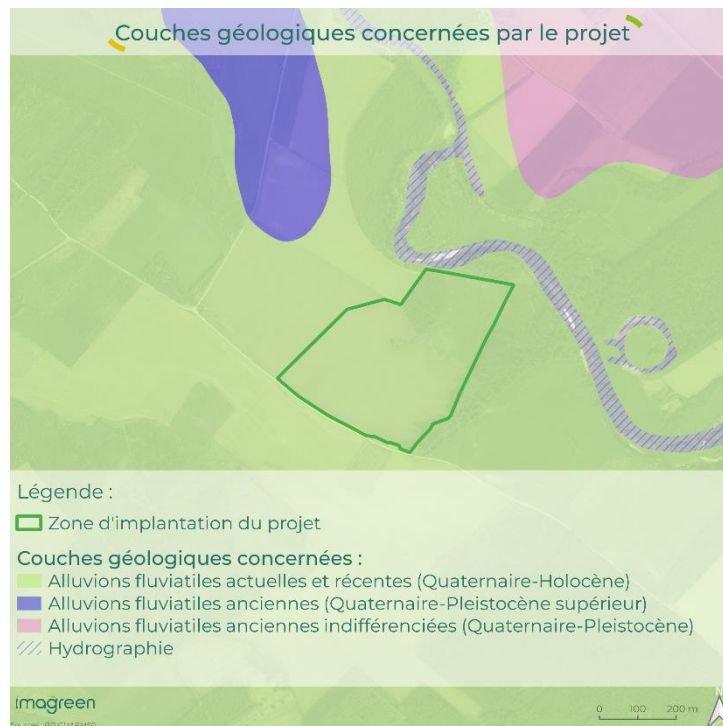 Couches géologiques concernées par le projet
Légende :
Zone d'implantation du projet
Couches géologiques concernées :
Alluvions fluviatiles actuelles et récentes (Quaternaire-Holocène)
Alluvions fluviatiles anciennes (Quaternaire-Pleistocène supérieur)
Alluvions fluviatiles anciennes indifférenciées (Quaternaire-Pleistocène)
Hydrographie
imagreen
0 100 200 m